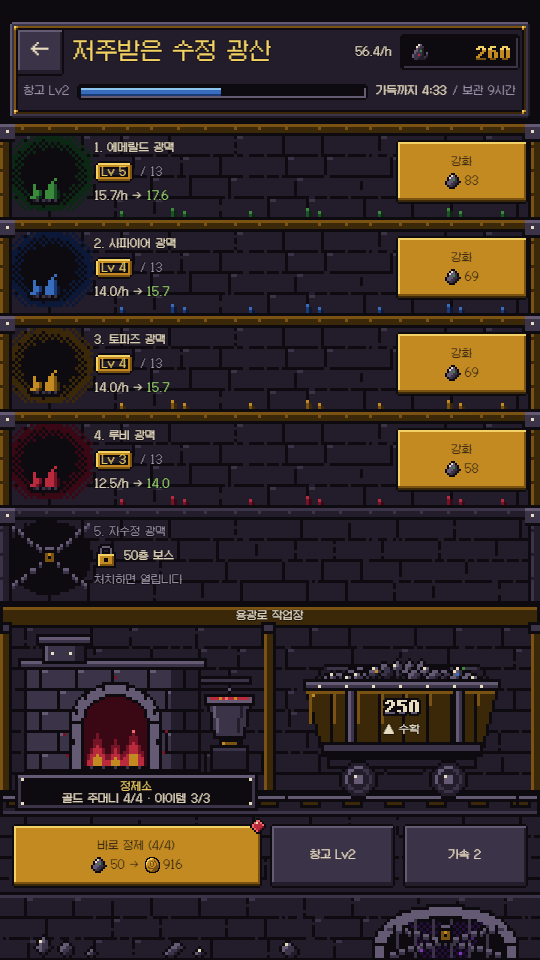 저주받은 수정 광산
56.4/h
260
창고 Lv2
가득까지 4:33 / 보관 9시간
1. 에메랄드 광맥
Lv 5 / 13
15.7/h → 17.6
강화
83
2. 사파이어 광맥
Lv 4 / 13
14.0/h → 15.7
강화
69
3. 토파즈 광맥
Lv 4 / 13
14.0/h → 15.7
강화
69
4. 루비 광맥
Lv 3 / 13
12.5/h → 14.0
강화
58
5. 자수정 광맥
50층 보스
처치하면 열립니다
용광로 작업장
250
▲ 수확
정제소
골드 주머니 4/4 · 아이템 3/3
바로 정제 (4/4)
50 → 916
창고 Lv2
가속 2